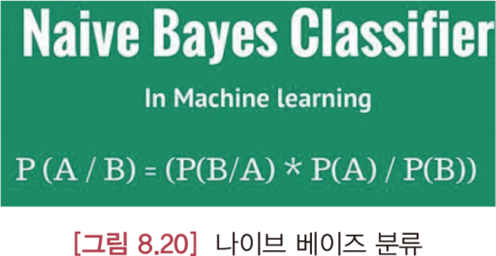 Naive Bayes Classifier
In Machine learning
P (A / B) = (P(B/A) * P(A) / P(B))
[그림 8.20] 나이브 베이즈 분류